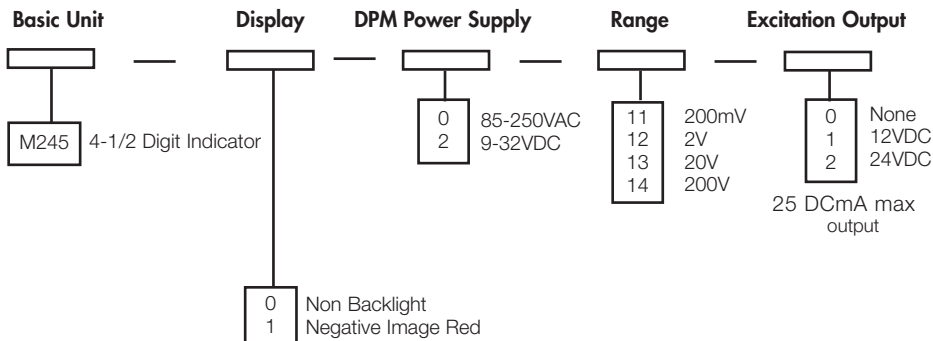 Basic Unit Display DPM Power Supply Range Excitation Output
M245 4-1/2 Digit Indicator
0 85-250VAC
2 9-32VDC
11 200mV
12 2V
13 20V
14 200V
0 None
1 12VDC
2 24VDC
25 DCmA max
output
0 Non Backlight
1 Negative Image Red